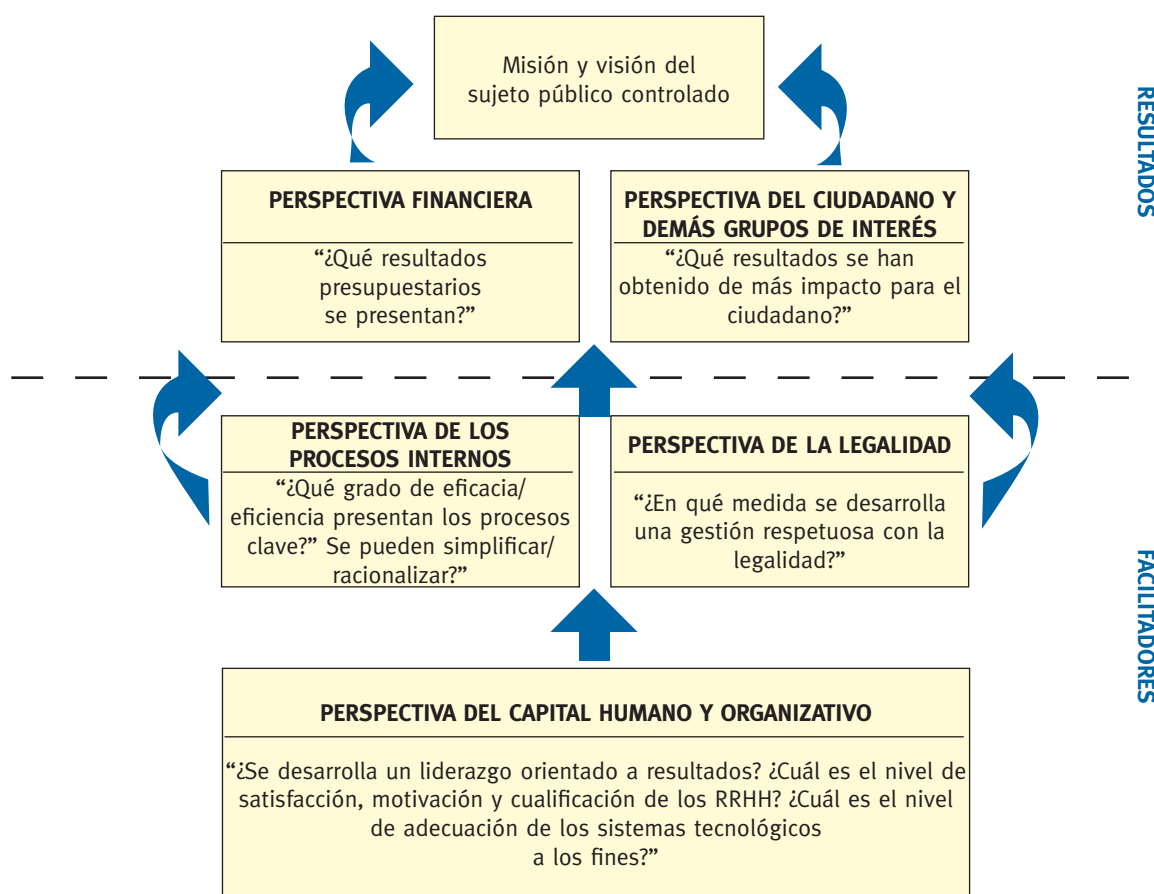 Misión y visión del
sujeto público controlado
RESULTADOS
PERSPECTIVA FINANCIERA
“¿Qué resultados
presupuestarios
se presentan?”
PERSPECTIVA DEL CIUDADANO Y
DEMÁS GRUPOS DE INTERÉS
“¿Qué resultados se han
obtenido de más impacto para el
ciudadano?”
PERSPECTIVA DE LOS
PROCESOS INTERNOS
“¿Qué grado de eficacia/
eficiencia presentan los procesos
clave?” Se pueden simplificar/
racionalizar?”
PERSPECTIVA DE LA LEGALIDAD
“¿En qué medida se desarrolla
una gestión respetuosa con la
legalidad?”
FACILITADORES
PERSPECTIVA DEL CAPITAL HUMANO Y ORGANIZATIVO
“¿Se desarrolla un liderazgo orientado a resultados? ¿Cuál es el nivel de
satisfacción, motivación y cualificación de los RRHH? ¿Cuál es el nivel
de adecuación de los sistemas tecnológicos
a los fines?”